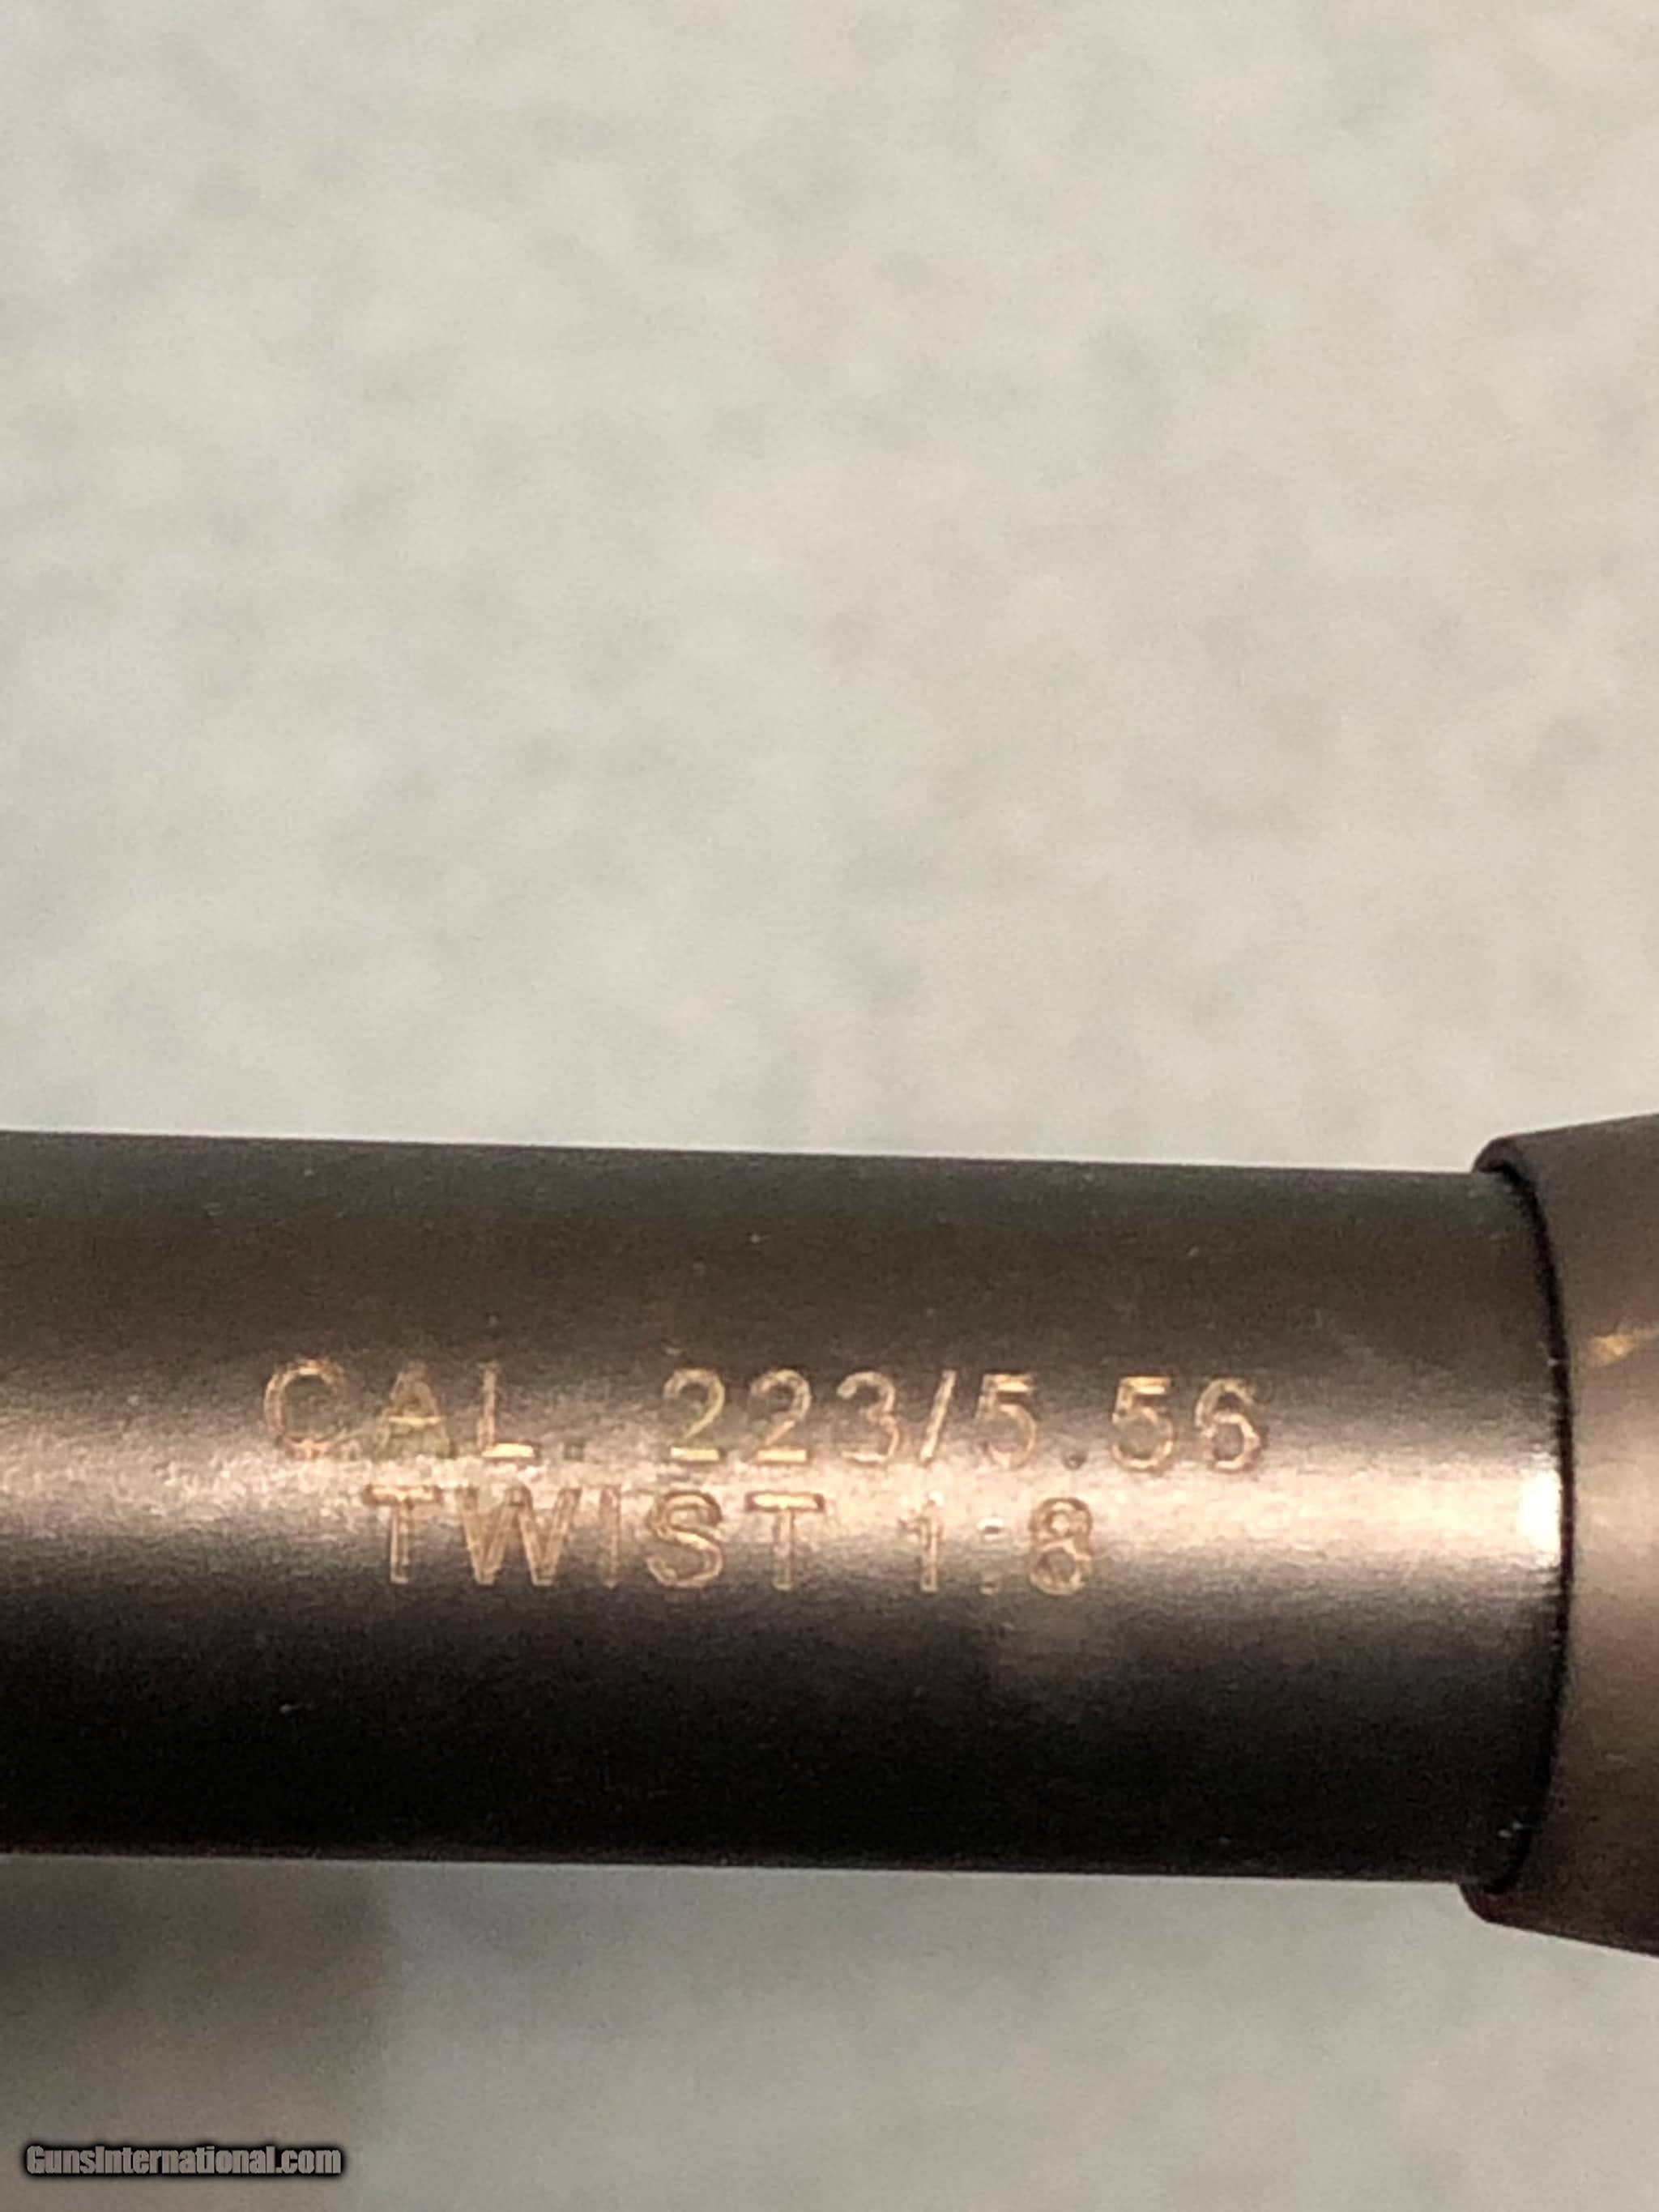 CAL. 223/5.56
TWIST 1:8
GunsInternational.com